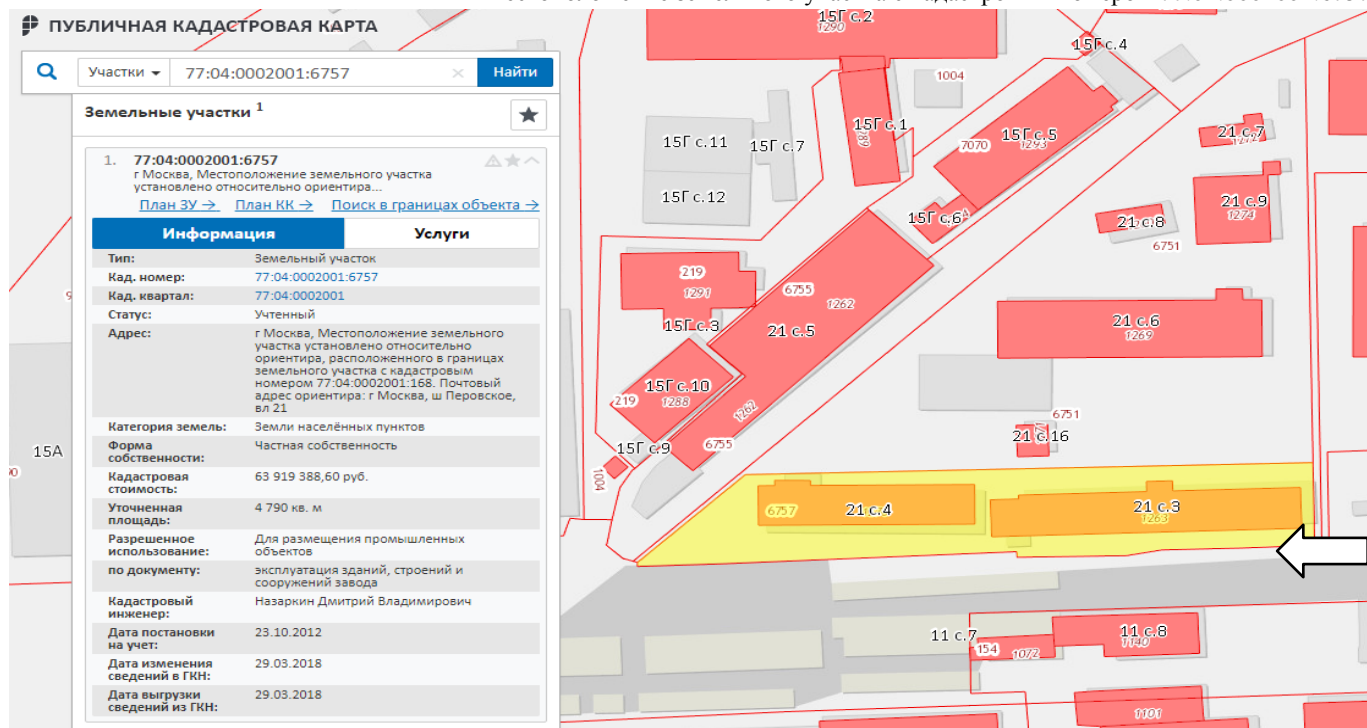 ПУБЛИЧНАЯ КАДАСТРОВАЯ КАРТА
Участки
77:04:0002001:6757
×
Найти
Земельные участки 1
1. 77:04:0002001:6757
г Москва, Местоположение земельного участка
установлено относительно ориентира...
План ЗУ → План КК → Поиск в границах объекта →
Информация Услуги
Тип: Земельный участок
Кад. номер: 77:04:0002001:6757
Кад. квартал: 77:04:0002001
Статус: Учтенный
Адрес: г Москва, Местоположение земельного
участка установлено относительно
ориентира, расположенного в границах
земельного участка с кадастровым
номером 77:04:0002001:168. Почтовый
адрес ориентира: г Москва, ш Перовское,
вл 21
Категория земель: Земли населённых пунктов
Форма Частная собственность
собственности:
Кадастровая 63 919 388,60 руб.
стоимость:
Уточненная 4 790 кв. м
площадь:
Разрешенное Для размещения промышленных
использование: объектов
по документу: эксплуатация зданий, строений и
сооружений завода
Кадастровый Назаркин Дмитрий Владимирович
инженер:
Дата постановки 23.10.2012
на учет:
Дата изменения 29.03.2018
сведений в ГКН:
Дата выгрузки 29.03.2018
сведений из ГКН:
15А
15Г с.2
1290
15Г с.4
1004
15Г с.1
15Г с.11
15Г с.7
7070
15Г с.5
1293
21 с.7
1272
15Г с.12
15Г с.6
21 с.9
1274
21 с.8
6751
219
1291
6755
1262
15Г с.3
21 с.5
21 с.6
1269
15Г с.10
219
1288
1262
6751
21 с.16
15Г с.9
6755
1004
6757
21 с.4
21 с.3
1263
11 с.7
154
1072
11 с.8
1140
1101